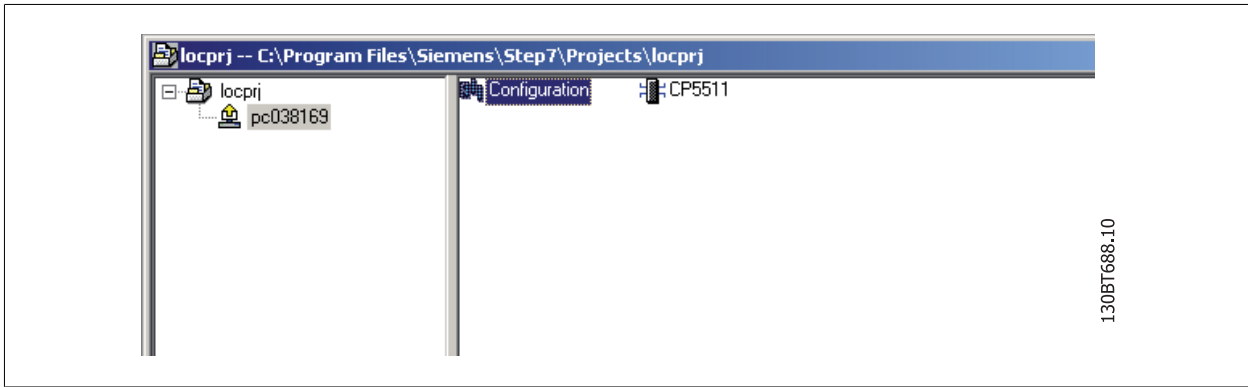 locprj -- C:\Program Files\Siemens\Step7\Projects\locprj
locprj
pc038169
Configuration CP5511
130BT688.10